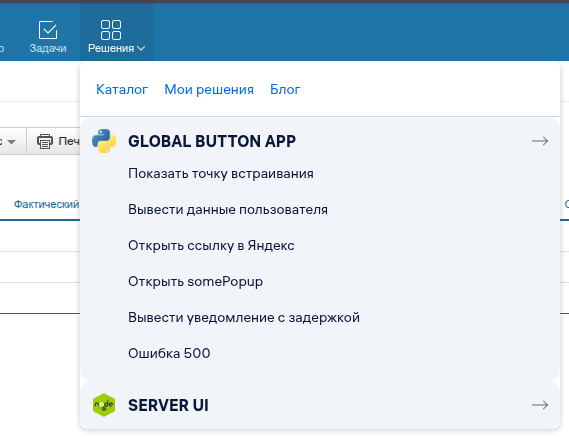 Задачи
Решения
Каталог Мои решения Блог
GLOBAL BUTTON APP
Показать точку встраивания
Вывести данные пользователя
Фактический
Открыть ссылку в Яндекс
Открыть somePopup
Вывести уведомление с задержкой
Ошибка 500
node
SERVER UI